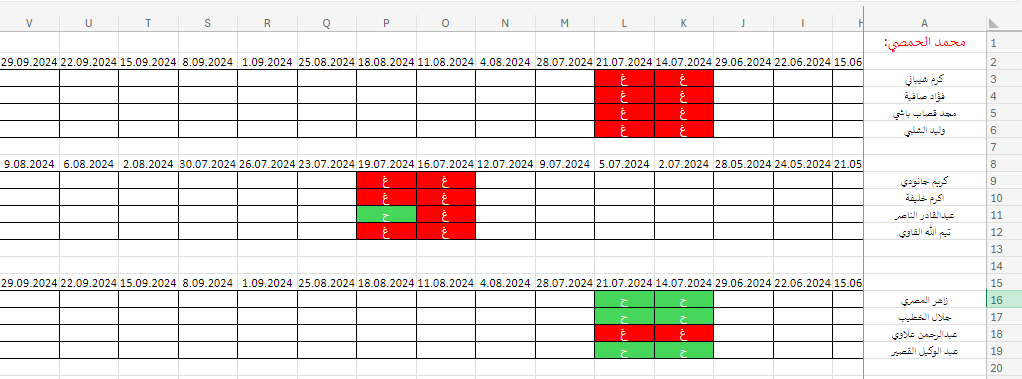 A H I J K L M N O P Q R S T U V
1 محمد الحمصي:
2 15.06 22.06.2024 29.06.2024 14.07.2024 21.07.2024 28.07.2024 4.08.2024 11.08.2024 18.08.2024 25.08.2024 1.09.2024 8.09.2024 15.09.2024 22.09.2024 29.09.2024
3 كرم شيباني غ غ
4 فؤاد صافية غ غ
5 مجد قصاب باشي غ غ
6 وليد الشلبي غ غ
7
8 21.05 24.05.2024 28.05.2024 2.07.2024 5.07.2024 9.07.2024 12.07.2024 16.07.2024 19.07.2024 23.07.2024 26.07.2024 30.07.2024 2.08.2024 6.08.2024 9.08.2024
9 كريم جانودي غ غ
10 اكرم خليفة غ غ
11 عبدالقادر الناصر غ ح
12 تيم الله القاوي غ غ
13
14
15 15.06 22.06.2024 29.06.2024 14.07.2024 21.07.2024 28.07.2024 4.08.2024 11.08.2024 18.08.2024 25.08.2024 1.09.2024 8.09.2024 15.09.2024 22.09.2024 29.09.2024
16 زاهر المصري ح ح
17 جلال الخطيب ح ح
18 عبدالرحمن علاوي غ غ
19 عبد الوكيل القصير ح ح
20